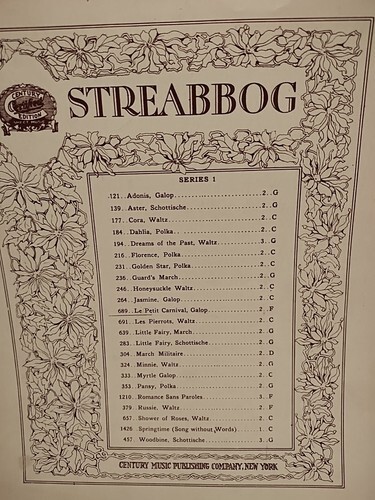 CENTURY
Certified
EDITION
STREABBOG
SERIES 1
121. . Adonia, Galop . . . . . . . . . . . . . . . . . 2. . G
139. . Aster, Schottische . . . . . . . . . . . . . . . 2. . G
177. . Cora, Waltz . . . . . . . . . . . . . . . . . 2. . C
184. . Dahlia, Polka . . . . . . . . . . . . . . . . . 2. . C
194. . Dreams of the Past, Waltz . . . . . . . . . . 3. . G
216. . Florence, Polka . . . . . . . . . . . . . . . . 2. . C
231. . Golden Star, Polka . . . . . . . . . . . . . . 2. . C
236. . Guard's March . . . . . . . . . . . . . . . . 2. . G
246. . Honeysuckle Waltz . . . . . . . . . . . . . . 2. . C
264. . Jasmine, Galop . . . . . . . . . . . . . . . . 2. . C
689. . Le Petit Carnival, Galop . . . . . . . . . . . 2. . F
691. . Les Pierrots, Waltz . . . . . . . . . . . . . . 2. . C
639. . Little Fairy, March . . . . . . . . . . . . . . 2. . G
283. . Little Fairy, Schottische . . . . . . . . . . . 2. . G
304. . March Militaire . . . . . . . . . . . . . . . . 2. . D
324. . Minnie, Waltz . . . . . . . . . . . . . . . . 2. . G
333. . Myrtle Galop . . . . . . . . . . . . . . . . . 2. . C
353. . Pansy, Polka . . . . . . . . . . . . . . . . . 2. . G
1210. . Romance Sans Paroles . . . . . . . . . . . . 3. . F
379. . Russie, Waltz . . . . . . . . . . . . . . . . . 2. . F
657. . Shower of Roses, Waltz . . . . . . . . . . . 2. . C
1426. . Springtime (Song without Words) . . . . . . 1. . C
457. . Woodbine, Schottische . . . . . . . . . . . . 3. . G
CENTURY MUSIC PUBLISHING COMPANY, NEW YORK